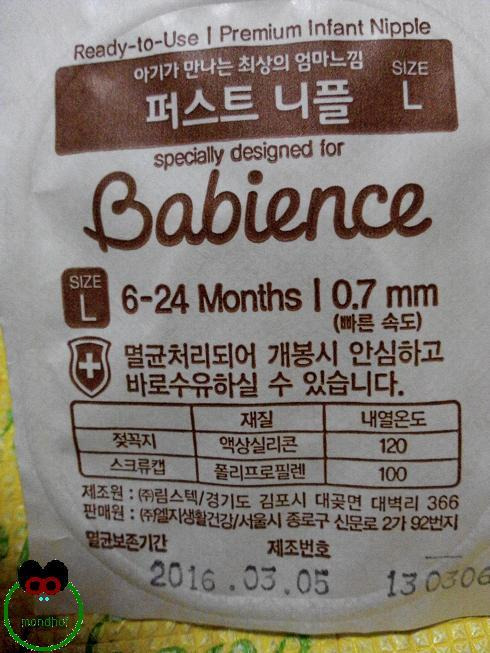 Ready-to-Use | Premium Infant Nipple
아기가 만나는 최상의 엄마느낌
퍼스트 니플
SIZE
L
specially designed for
Babience
SIZE
L
6-24 Months | 0.7 mm
(빠른 속도)
멸균처리되어 개봉시 안심하고
바로수유하실 수 있습니다.
재질 내열온도
젖꼭지 액상실리콘 120
스크류캡 폴리프로필렌 100
제조원 : ㈜림스텍/경기도 김포시 대곶면 대벽리 366
판매원 : ㈜엘지생활건강/서울시 종로구 신문로 2가 92번지
멸균보존기간 제조번호
2016.03.05 130306
mondhof